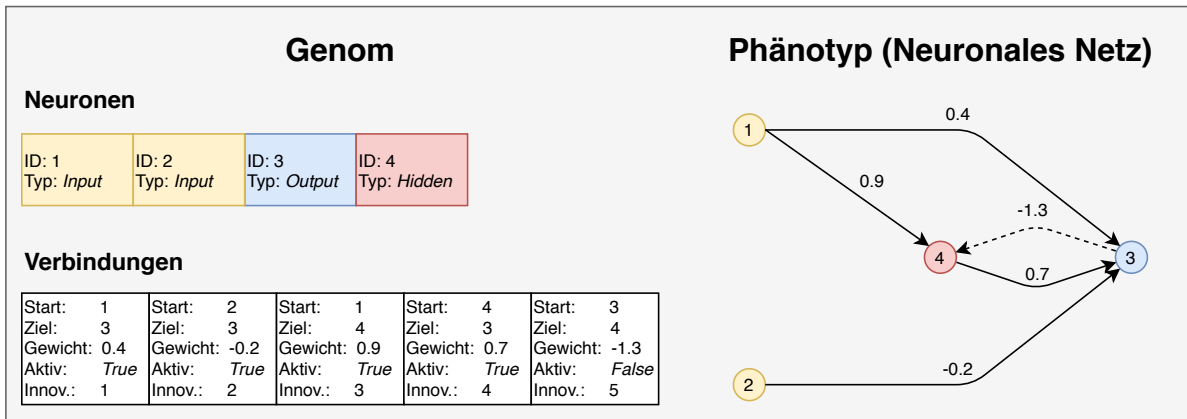 Genom
Neuronen
ID: 1
Typ: Input
ID: 2
Typ: Input
ID: 3
Typ: Output
ID: 4
Typ: Hidden
Verbindungen
Start: 1
Ziel: 3
Gewicht: 0.4
Aktiv: True
Innov.: 1
Start: 2
Ziel: 3
Gewicht: -0.2
Aktiv: True
Innov.: 2
Start: 1
Ziel: 4
Gewicht: 0.9
Aktiv: True
Innov.: 3
Start: 4
Ziel: 3
Gewicht: 0.7
Aktiv: True
Innov.: 4
Start: 3
Ziel: 4
Gewicht: -1.3
Aktiv: False
Innov.: 5
Phänotyp (Neuronales Netz)
0.4
1
0.9
-1.3
4
3
0.7
-0.2
2